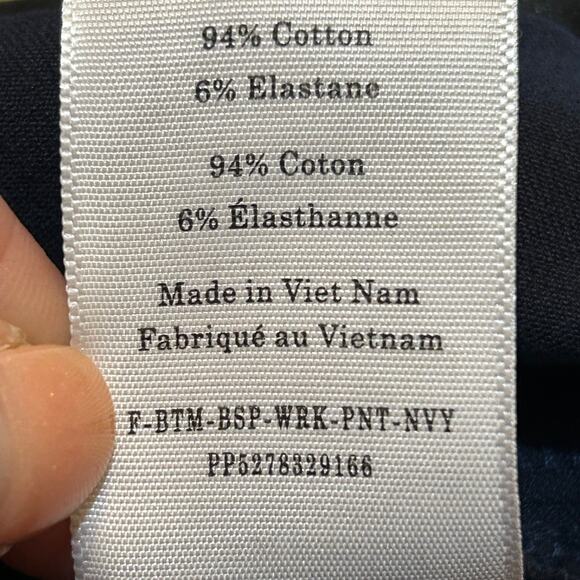 94% Cotton
6% Elastane
94% Coton
6% Élasthanne
Made in Viet Nam
Fabriqué au Vietnam
F-BTM-BSP-WRK-PNT-NVY
PP5278329166